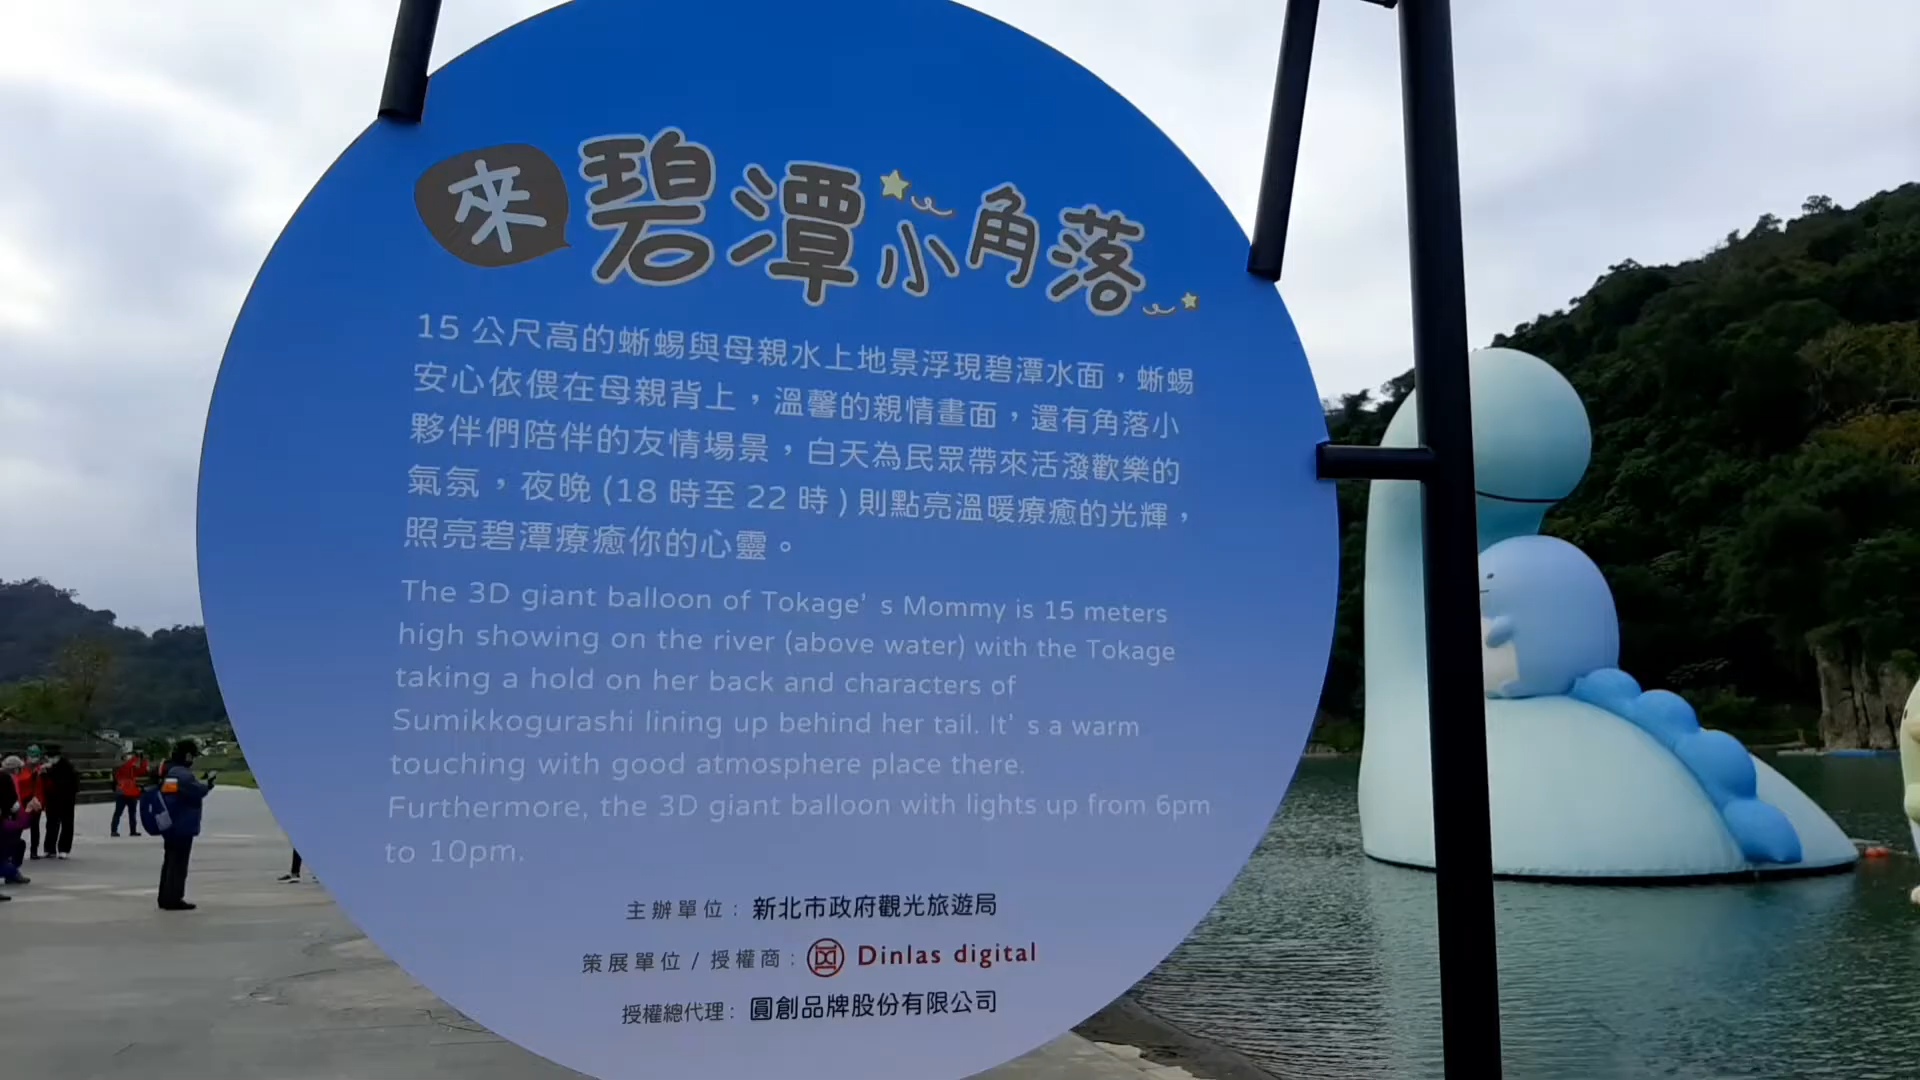 來碧潭小角落
15 公尺高的蜥蜴與母親水上地景浮現碧潭水面，蜥蜴
安心依偎在母親背上，溫馨的親情畫面，還有角落小
夥伴們陪伴的友情場景，白天為民眾帶來活潑歡樂的
氣氛，夜晚 (18 時至 22 時 ) 則點亮溫暖療癒的光輝，
照亮碧潭療癒你的心靈。
The 3D giant balloon of Tokage’ s Mommy is 15 meters
high showing on the river (above water) with the Tokage
taking a hold on her back and characters of
Sumikkogurashi lining up behind her tail. It’ s a warm
touching with good atmosphere place there.
Furthermore, the 3D giant balloon with lights up from 6pm
to 10pm.
主辦單位：新北市政府觀光旅遊局
策展單位 / 授權商：Dinlas digital
授權總代理：圓創品牌股份有限公司